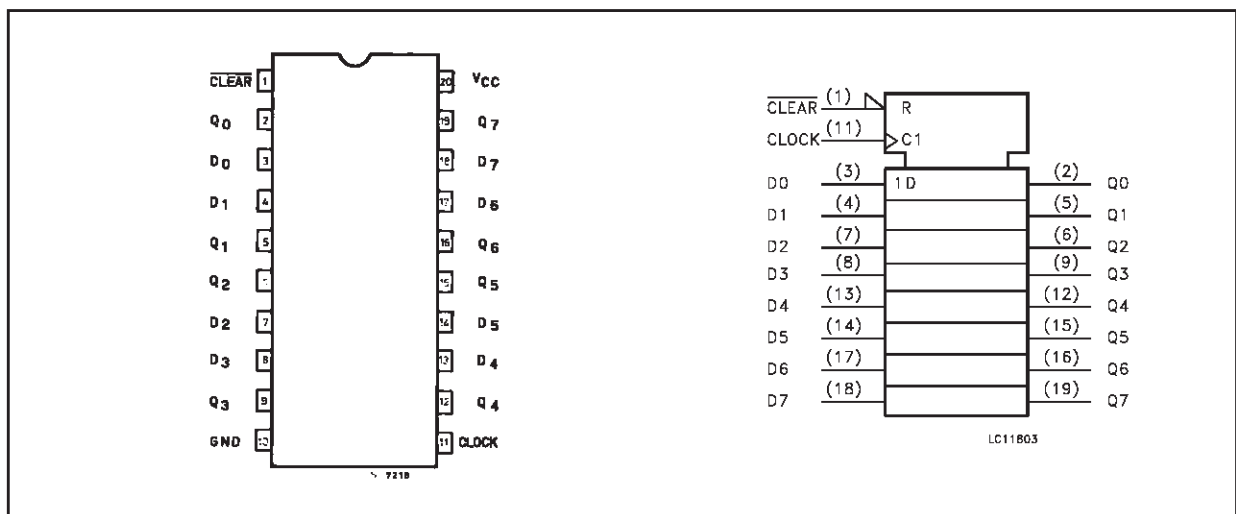 CLEAR 1 20 VCC
Q0 2 19 Q7
D0 3 18 D7
D1 4 17 D6
Q1 5 16 Q6
Q2 15 Q5
D2 7 14 D5
D3 8 13 D4
Q3 9 12 Q4
GND 10 11 CLOCK
7218
CLEAR (1) R
CLOCK (11) C1
D0 (3) 1D (2) Q0
D1 (4) (5) Q1
D2 (7) (6) Q2
D3 (8) (9) Q3
D4 (13) (12) Q4
D5 (14) (15) Q5
D6 (17) (16) Q6
D7 (18) (19) Q7
LC11803